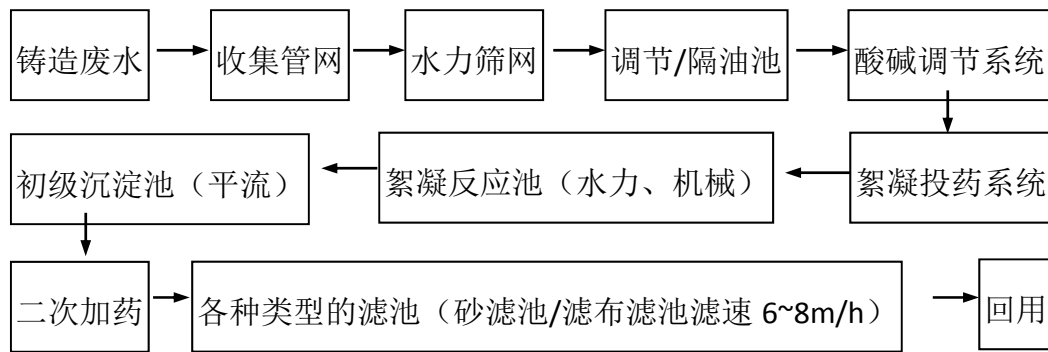 铸造废水
收集管网
水力筛网
调节/隔油池
酸碱调节系统
絮凝投药系统
絮凝反应池（水力、机械）
初级沉淀池（平流）
二次加药
各种类型的滤池（砂滤池/滤布滤池滤速 6~8m/h）
回用